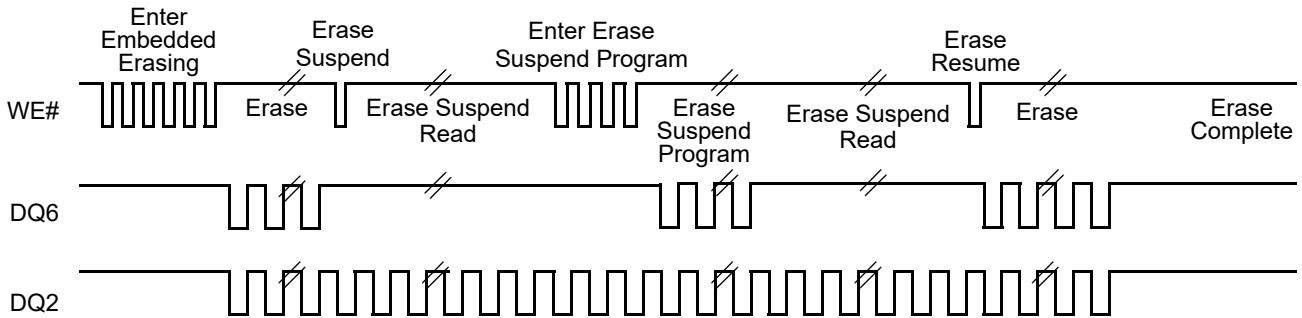 Enter
Embedded
Erasing
Erase
Suspend
Enter Erase
Suspend Program
Erase
Resume
WE#
Erase
Erase Suspend
Read
Erase
Suspend
Program
Erase Suspend
Read
Erase
Erase
Complete
DQ6
DQ2